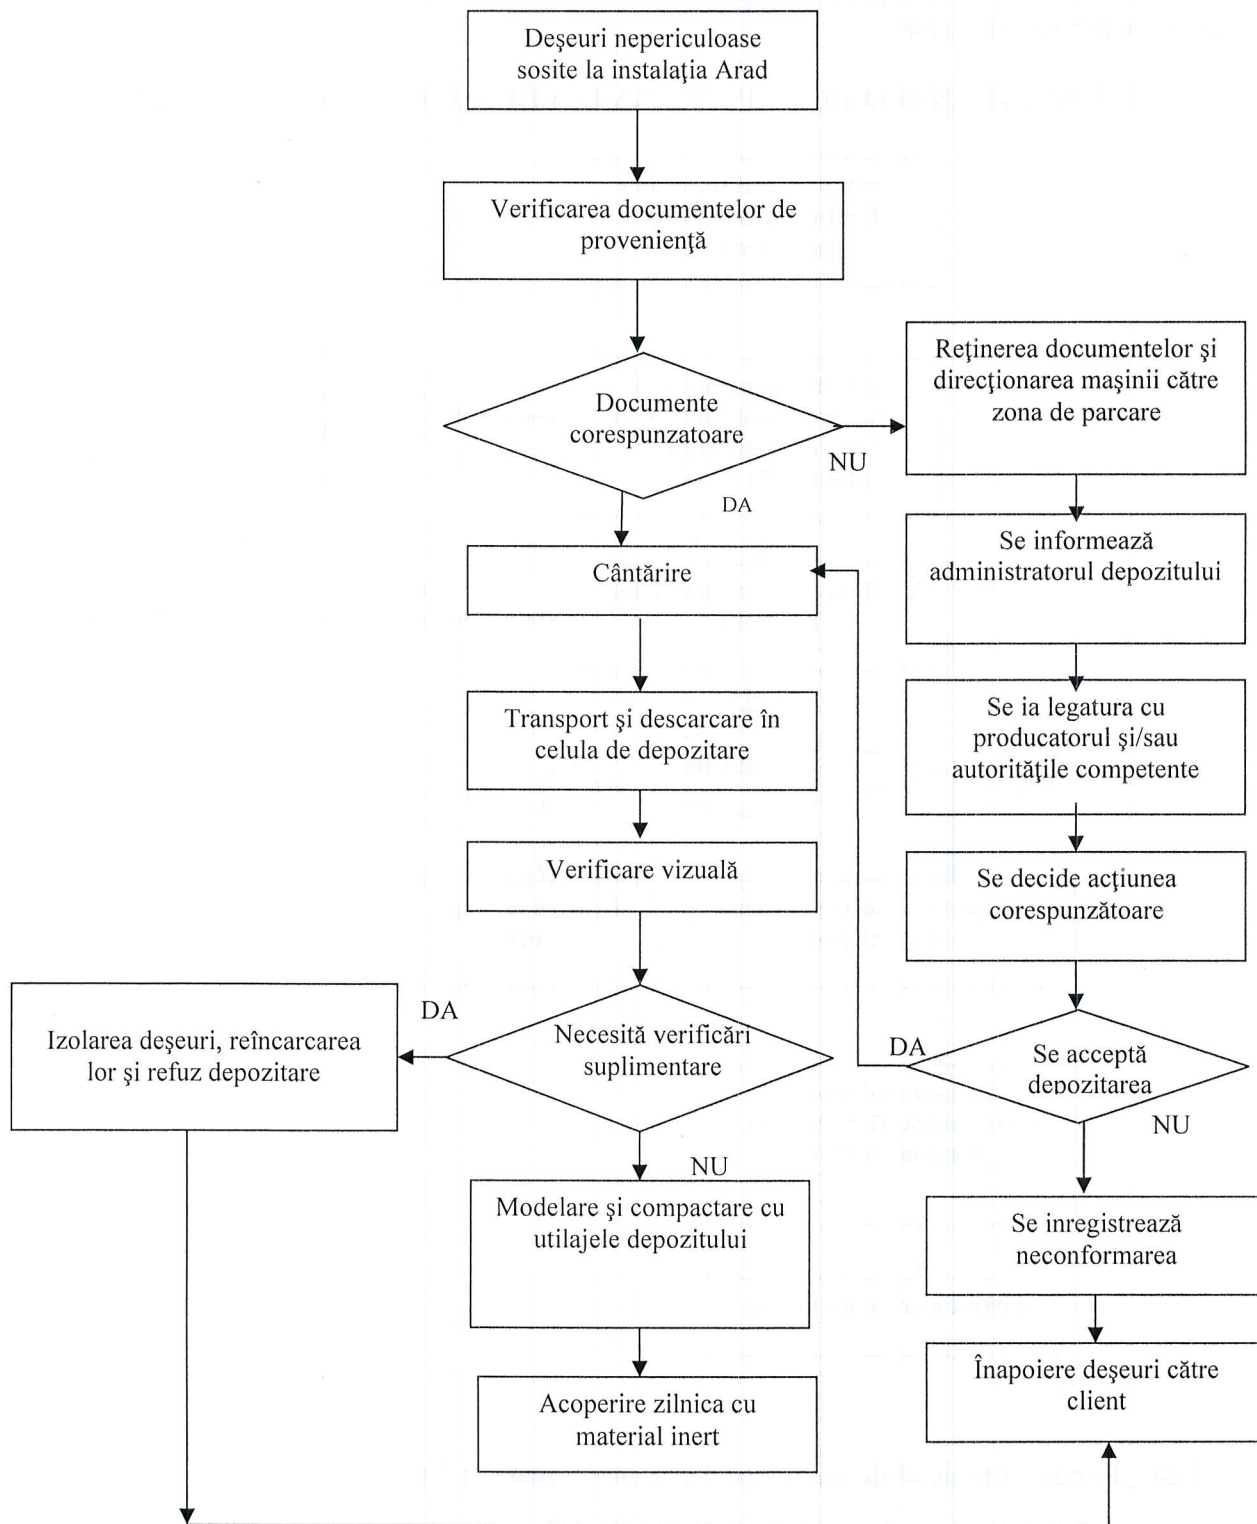 Deşeuri nepericuloase
sosite la instalaţia Arad
Verificarea documentelor de
provenienţă
Documente
corespunzatoare
NU
DA
Reţinerea documentelor şi
direcţionarea maşinii către
zona de parcare
Se informează
administratorul depozitului
Cântărire
Se ia legatura cu
producatorul şi/sau
autorităţile competente
Transport şi descarcare în
celula de depozitare
Verificare vizuală
Se decide acţiunea
corespunzătoare
DA
Necesită verificări
suplimentare
Izolarea deşeuri, reîncarcarea
lor şi refuz depozitare
DA
Se acceptă
depozitarea
NU
NU
Modelare şi compactare cu
utilajele depozitului
Se inregistrează
neconformarea
Acoperire zilnica cu
material inert
Înapoiere deşeuri către
client